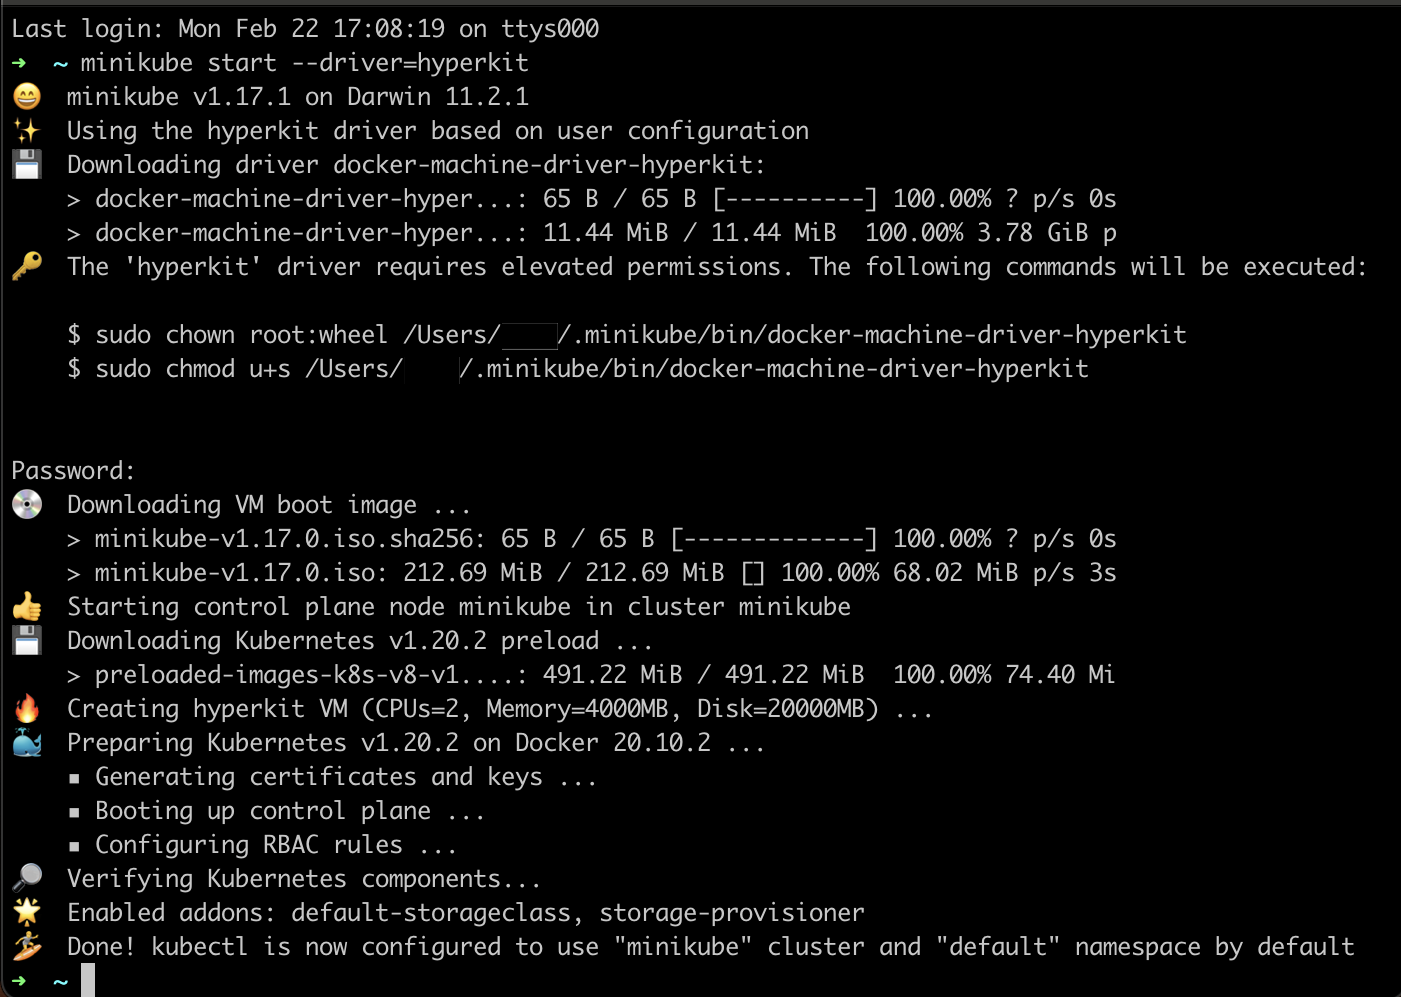 Last login: Mon Feb 22 17:08:19 on ttys000
➜  ~ minikube start --driver=hyperkit
😄  minikube v1.17.1 on Darwin 11.2.1
✨  Using the hyperkit driver based on user configuration
💾  Downloading driver docker-machine-driver-hyperkit:
    > docker-machine-driver-hyper...: 65 B / 65 B [----------] 100.00% ? p/s 0s
    > docker-machine-driver-hyper...: 11.44 MiB / 11.44 MiB  100.00% 3.78 GiB p
🔑  The 'hyperkit' driver requires elevated permissions. The following commands will be executed:
    $ sudo chown root:wheel /Users/    /.minikube/bin/docker-machine-driver-hyperkit
    $ sudo chmod u+s /Users/    /.minikube/bin/docker-machine-driver-hyperkit
Password:
💿  Downloading VM boot image ...
    > minikube-v1.17.0.iso.sha256: 65 B / 65 B [-------------] 100.00% ? p/s 0s
    > minikube-v1.17.0.iso: 212.69 MiB / 212.69 MiB [] 100.00% 68.02 MiB p/s 3s
👍  Starting control plane node minikube in cluster minikube
💾  Downloading Kubernetes v1.20.2 preload ...
    > preloaded-images-k8s-v8-v1....: 491.22 MiB / 491.22 MiB  100.00% 74.40 Mi
🔥  Creating hyperkit VM (CPUs=2, Memory=4000MB, Disk=20000MB) ...
🐳  Preparing Kubernetes v1.20.2 on Docker 20.10.2 ...
    ▪ Generating certificates and keys ...
    ▪ Booting up control plane ...
    ▪ Configuring RBAC rules ...
🔎  Verifying Kubernetes components...
🌟  Enabled addons: default-storageclass, storage-provisioner
🏄  Done! kubectl is now configured to use "minikube" cluster and "default" namespace by default
➜  ~